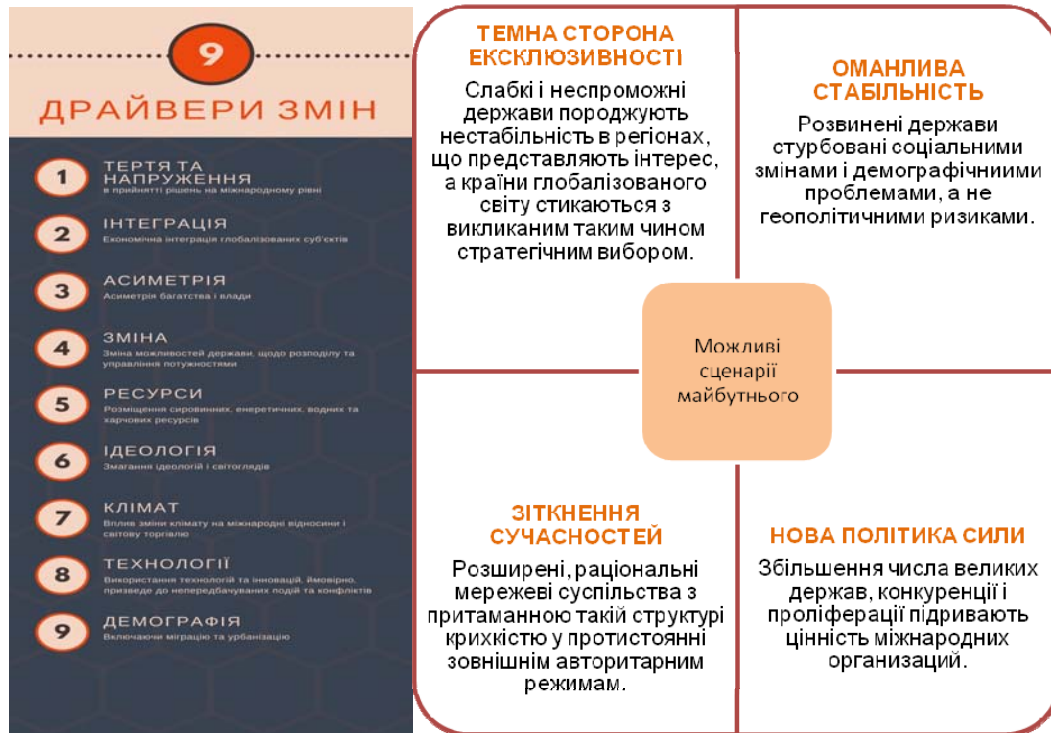 9
ДРАЙВЕРИ ЗМІН
1
ТЕРТЯ ТА
НАПРУЖЕННЯ
в прийнятті рішень на міжнародному рівні
2
ІНТЕГРАЦІЯ
Економічна інтеграція глобалізованих суб'єктів
3
АСИМЕТРІЯ
Асиметрія багатства і влади
4
ЗМІНА
Зміна можливостей держави, щодо розподілу та
управління потужностями
5
РЕСУРСИ
Розміщення сировинних, енергетичних, водних та
харчових ресурсів
6
ІДЕОЛОГІЯ
Змагання ідеологій і світоглядів
7
КЛІМАТ
Вплив зміни клімату на міжнародні відносини і
світову торгівлю
8
ТЕХНОЛОГІЇ
Використання технологій та інновацій, ймовірно,
призведе до непередбачуваних подій та конфліктів
9
ДЕМОГРАФІЯ
Включаючи міграцію та урбанізацію
ТЕМНА СТОРОНА
ЕКСКЛЮЗИВНОСТІ
Слабкі і неспроможні
держави породжують
нестабільність в регіонах,
що представляють інтерес,
а країни глобалізованого
світу стикаються з
викликаним таким чином
стратегічним вибором.
ОМАНЛИВА
СТАБІЛЬНІСТЬ
Розвинені держави
стурбовані соціальними
змінами і демографічниими
проблемами, а не
геополітичними ризиками.
Можливі
сценарії
майбутнього
ЗІТКНЕННЯ
СУЧАСНОСТЕЙ
Розширені, раціональні
мережеві суспільства з
притаманною такій структурі
крихкістю у протистоянні
зовнішнім авторитарним
режимам.
НОВА ПОЛІТИКА СИЛИ
Збільшення числа великих
держав, конкуренції і
проліферації підривають
цінність міжнародних
организаций.